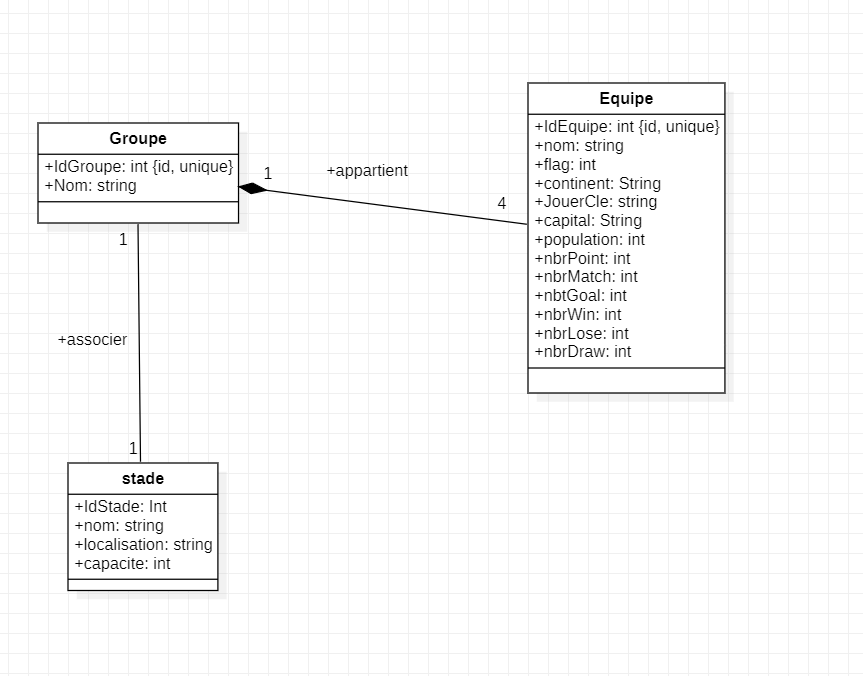 Groupe
+IdGroupe: int {id, unique}
+Nom: string
1
+appartient
4
Equipe
+IdEquipe: int {id, unique}
+nom: string
+flag: int
+continent: String
+JouerCle: string
+capital: String
+population: int
+nbrPoint: int
+nbrMatch: int
+nbtGoal: int
+nbrWin: int
+nbrLose: int
+nbrDraw: int
1
+associer
1
stade
+IdStade: Int
+nom: string
+localisation: string
+capacite: int